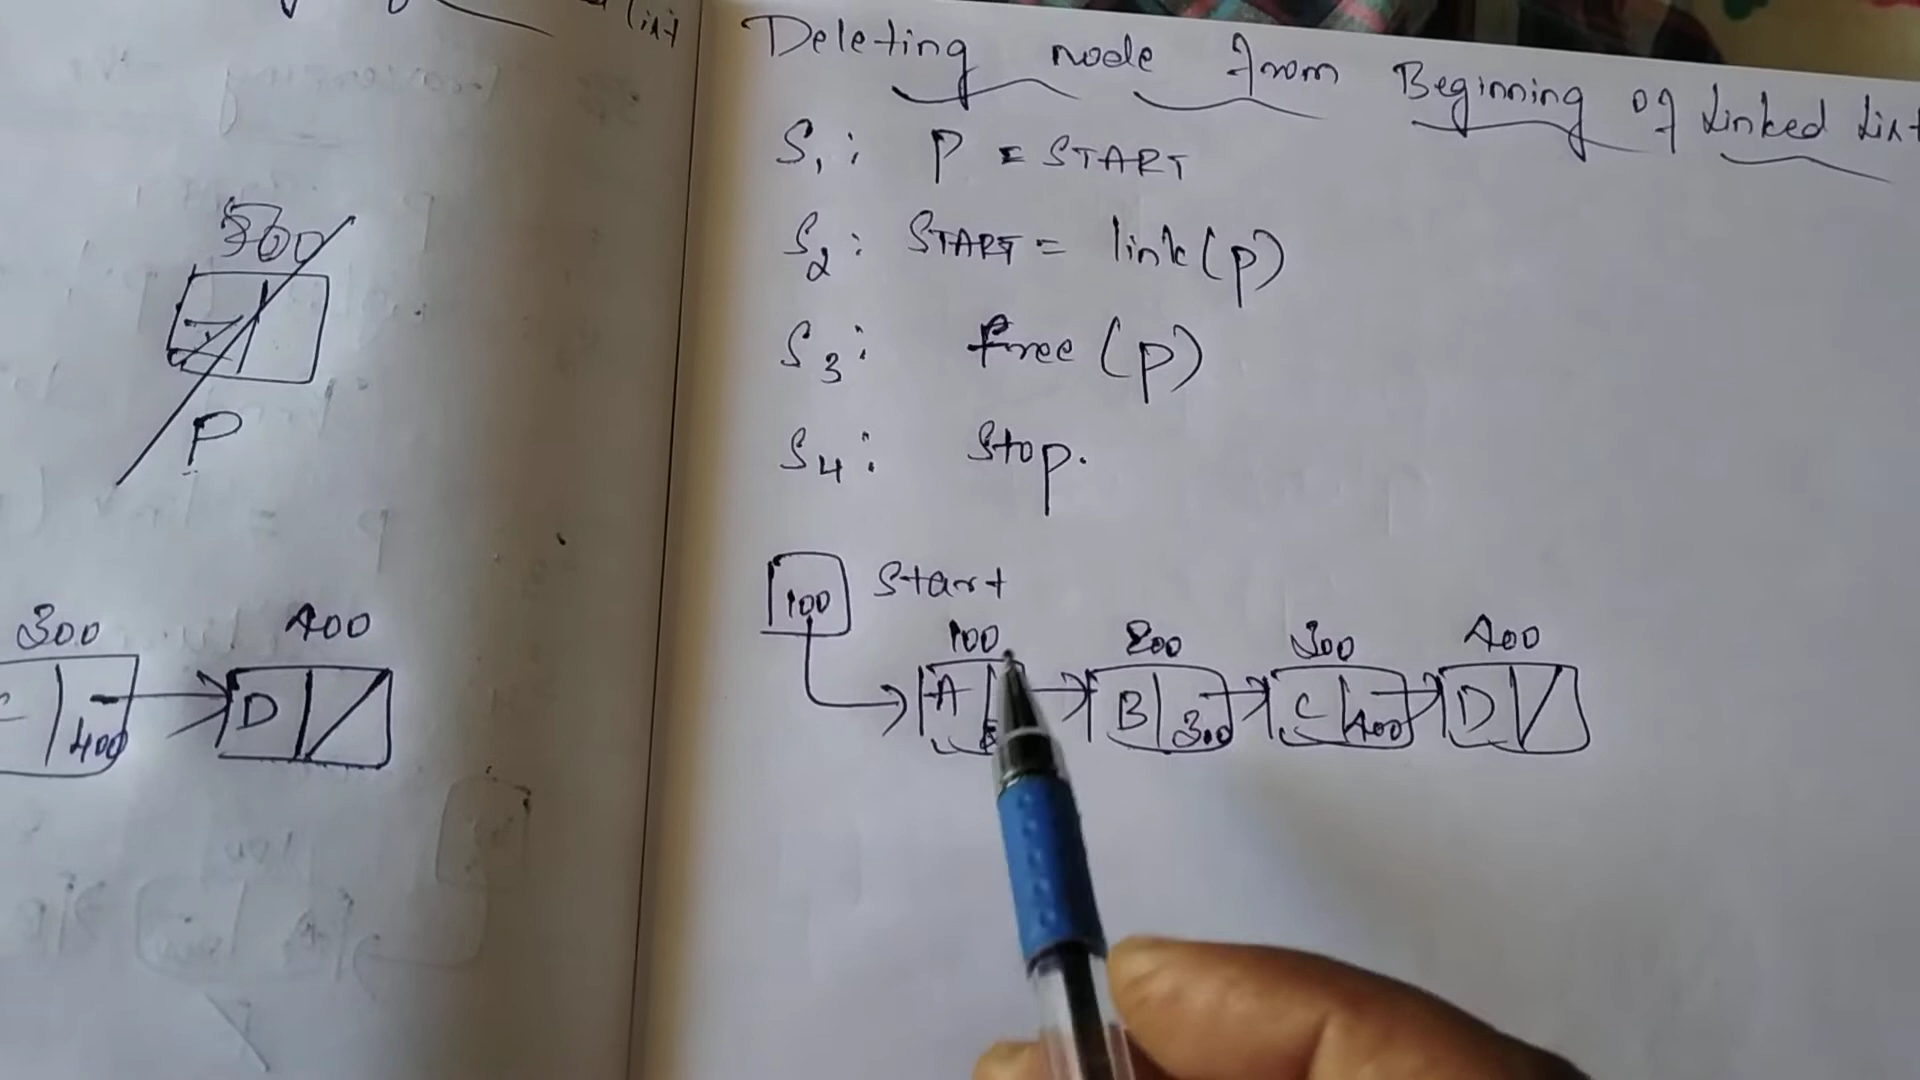 list
300
P
300 400
400 D
Deleting node from Beginning of Linked List
S1: P = START
S2: START = link(p)
S3: free(p)
S4: Stop.
100 Start
100 200 300 400
A B 300 C 400 D